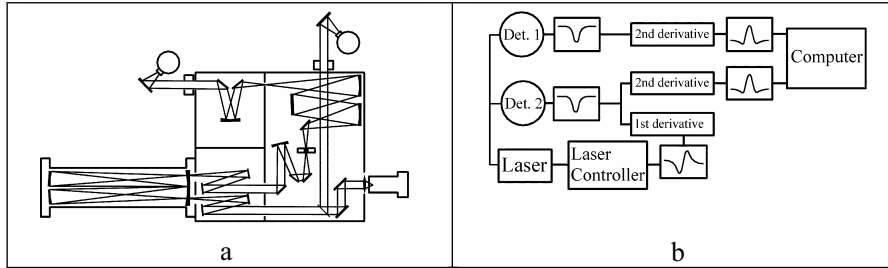 a
Det. 1
2nd derivative
Computer
Det. 2
2nd derivative
1st derivative
Laser
Laser
Controller
b